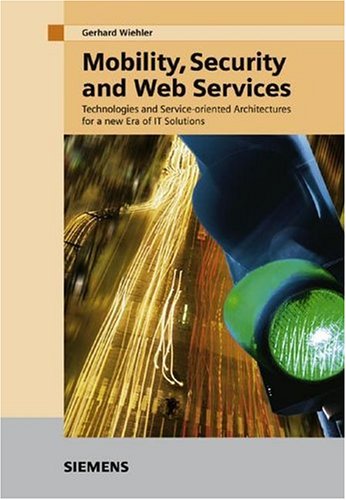 Gerhard Wiehler
Mobility, Security
and Web Services
Technologies and Service-oriented Architectures
for a new Era of IT Solutions
SIEMENS